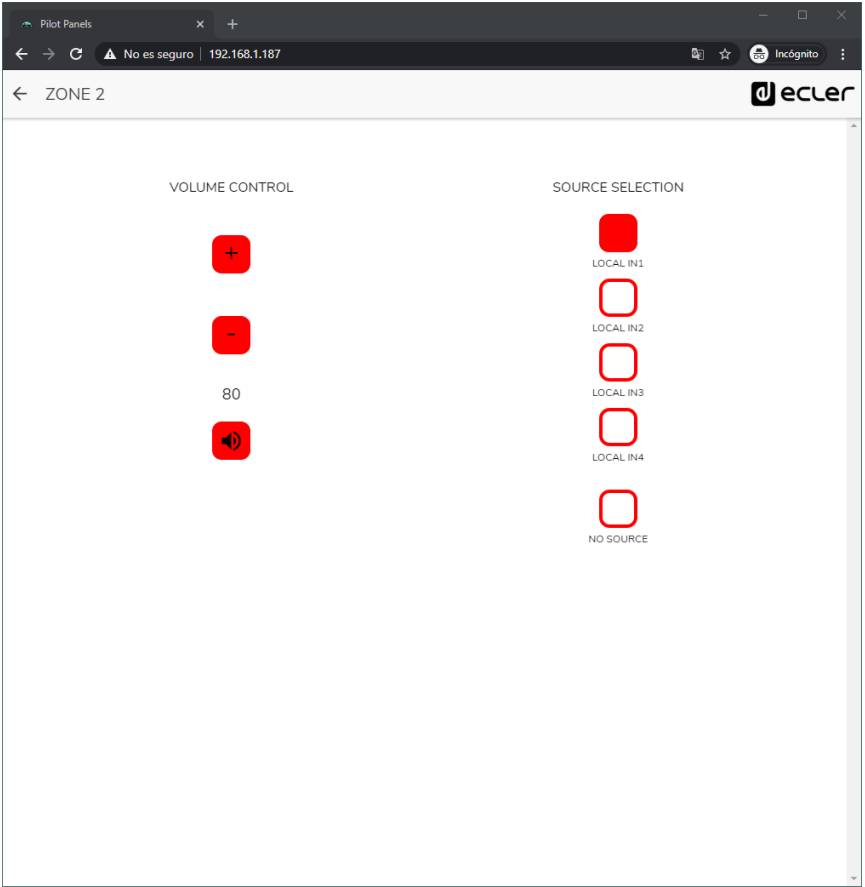 Pilot Panels
No es seguro | 192.168.1.187
Incógnito
ZONE 2
ecler
VOLUME CONTROL
+
-
80
SOURCE SELECTION
LOCAL IN1
LOCAL IN2
LOCAL IN3
LOCAL IN4
NO SOURCE